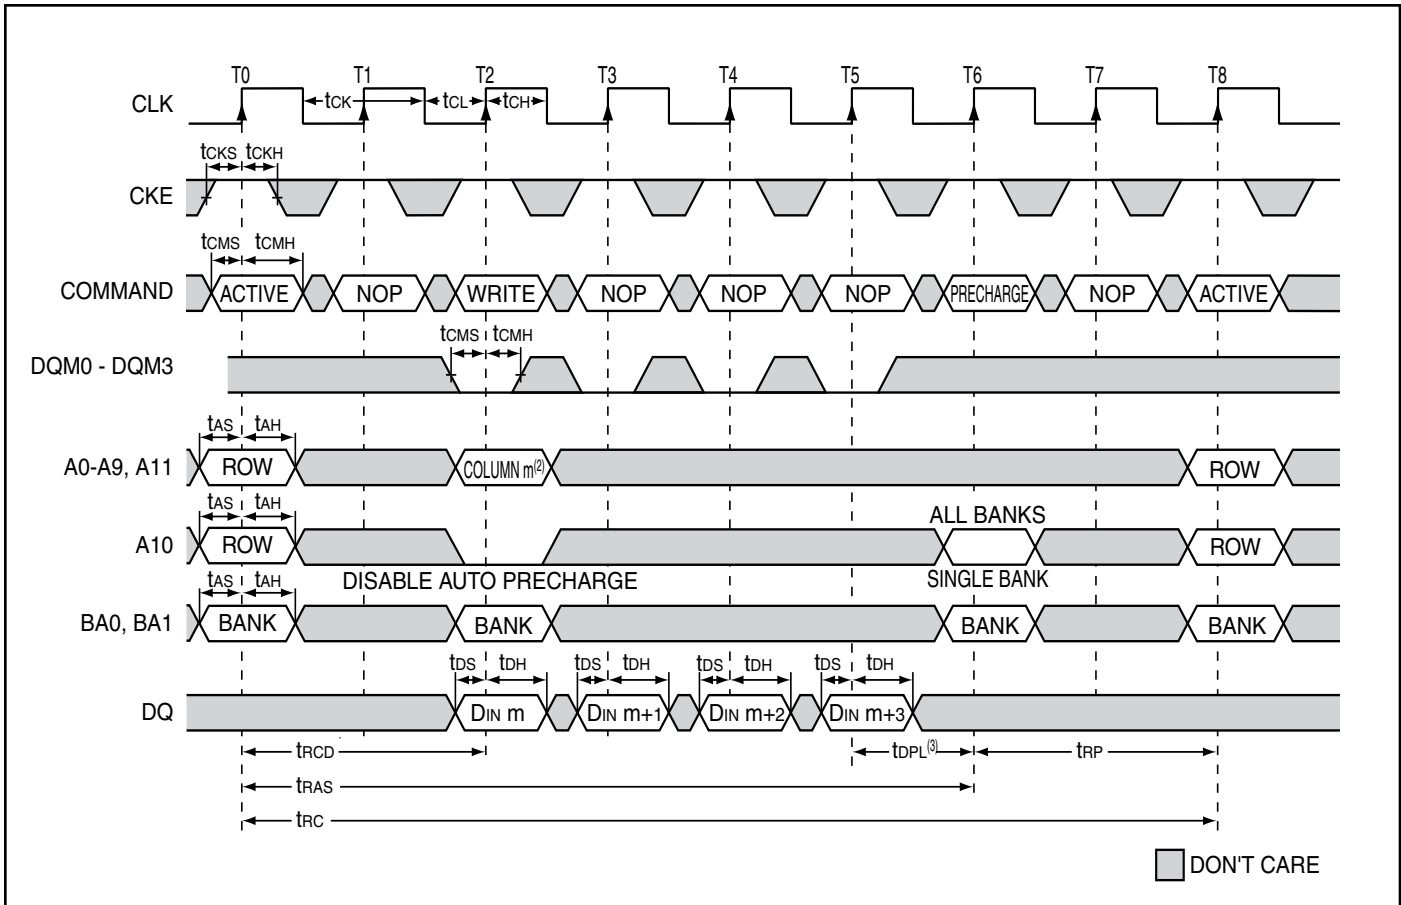 T0 T1 T2 T3 T4 T5 T6 T7 T8
CLK tCK tCL tCH
tCKS tCKH
CKE
tCMS tCMH
COMMAND ACTIVE NOP WRITE NOP NOP NOP PRECHARGE NOP ACTIVE
tCMS tCMH
DQM0 - DQM3
tAS tAH
A0-A9, A11 ROW COLUMN m(2) ROW
tAS tAH
ALL BANKS
A10 ROW ROW
DISABLE AUTO PRECHARGE SINGLE BANK
tAS tAH
BA0, BA1 BANK BANK BANK BANK
tDS tDH tDS tDH tDS tDH tDS tDH
DQ DIN m DIN m+1 DIN m+2 DIN m+3
tRCD tDPL(3) tRP
tRAS
tRC
DON'T CARE